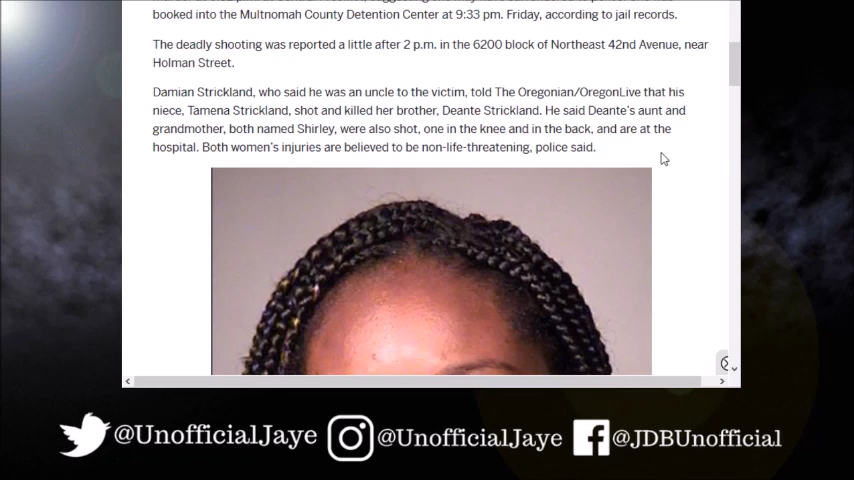 booked into the Multnomah County Detention Center at 9:33 pm. Friday, according to jail records.
The deadly shooting was reported a little after 2 p.m. in the 6200 block of Northeast 42nd Avenue, near
Holman Street.
Damian Strickland, who said he was an uncle to the victim, told The Oregonian/OregonLive that his
niece, Tamena Strickland, shot and killed her brother, Deante Strickland. He said Deante's aunt and
grandmother, both named Shirley, were also shot, one in the knee and in the back, and are at the
hospital. Both women's injuries are believed to be non-life-threatening, police said.
@UnofficialJaye @UnofficialJaye @JDBUnofficial